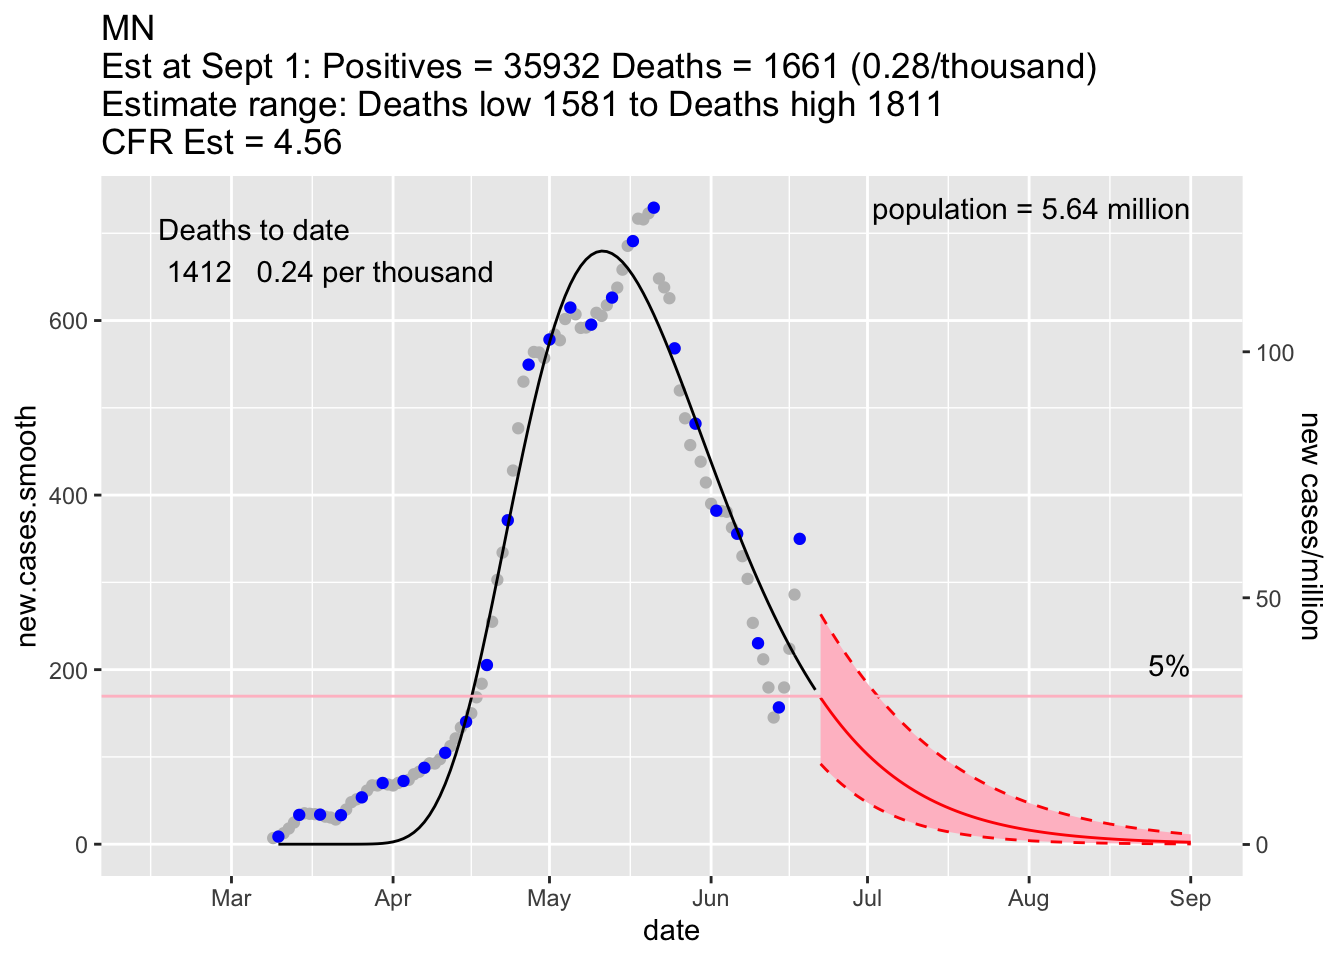 MN
Est at Sept 1: Positives = 35932 Deaths = 1661 (0.28/thousand)
Estimate range: Deaths low 1581 to Deaths high 1811
CFR Est = 4.56
Deaths to date
1412 0.24 per thousand
population = 5.64 million
600
400
200
0
new.cases.smooth
100
50
0
new cases/million
5%
Mar Apr May Jun Jul Aug Sep
date